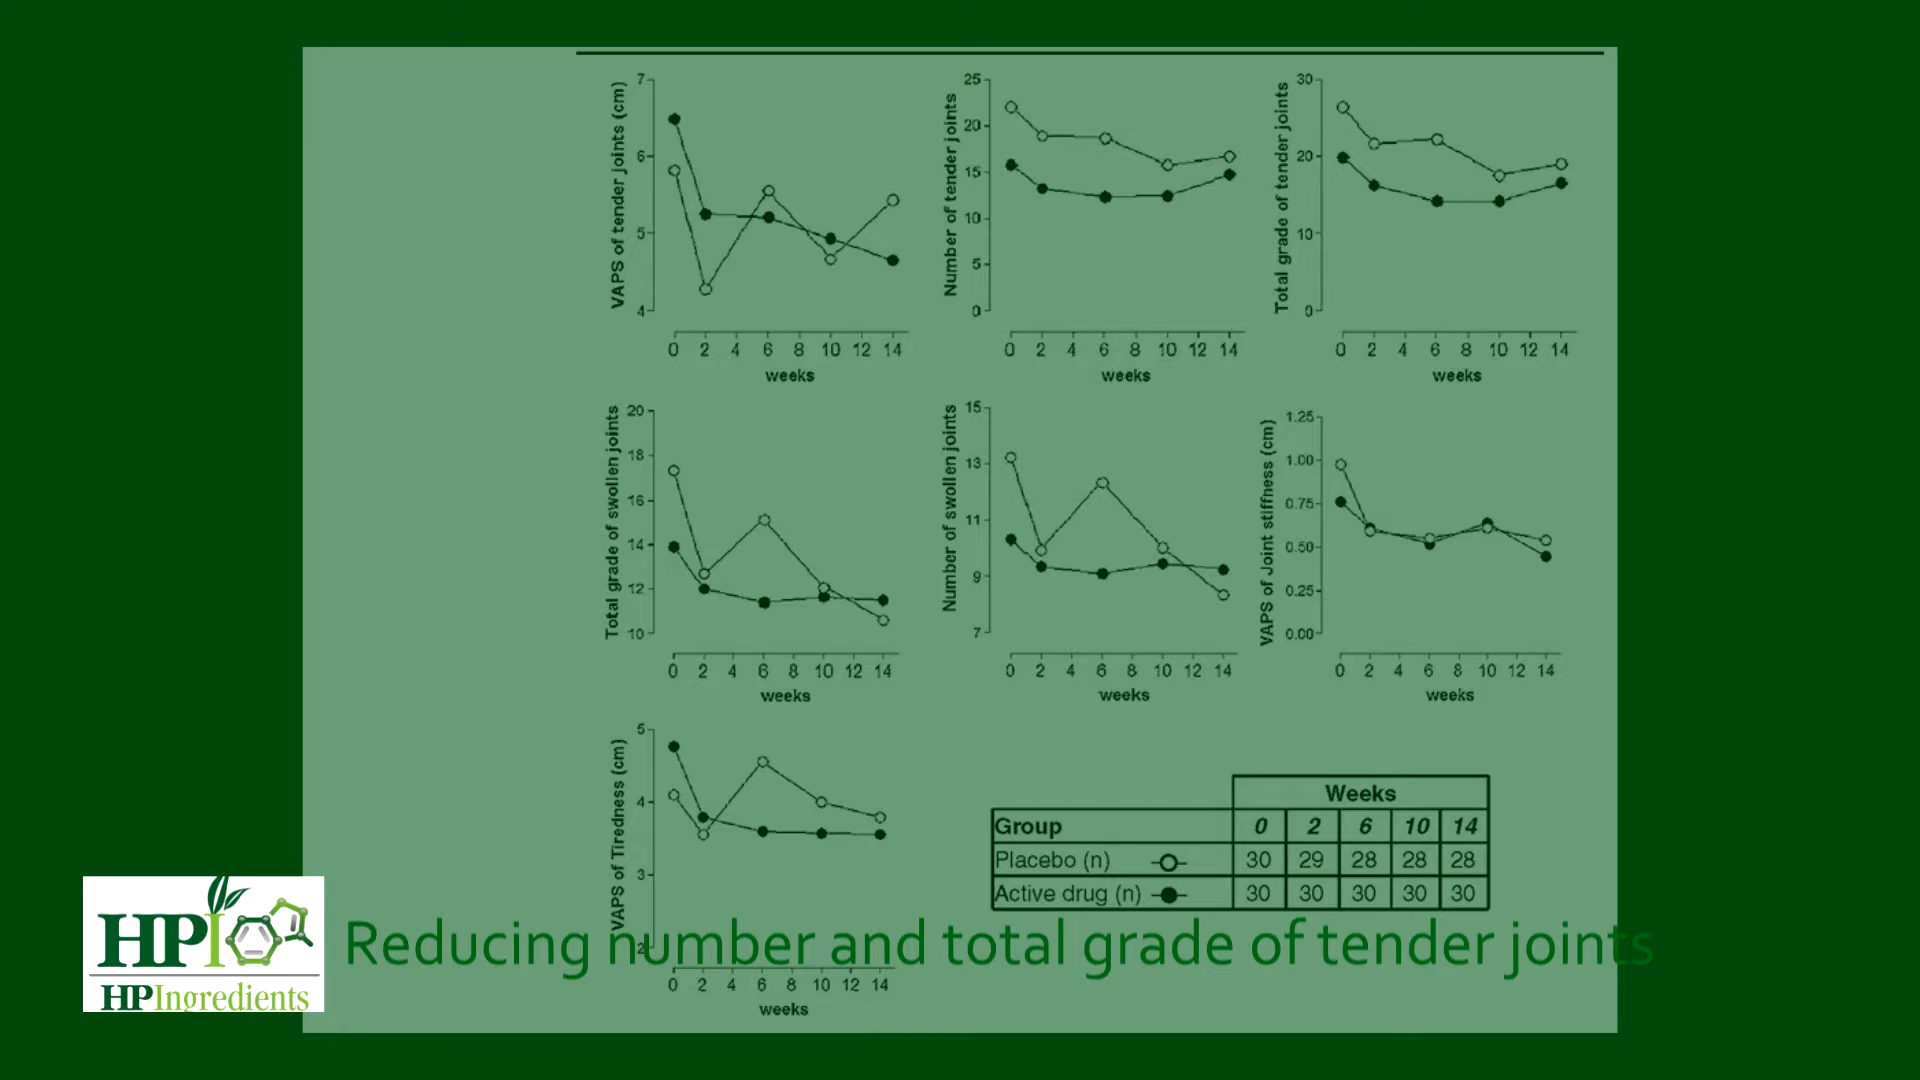 VAPS of tender joints (cm)
7
6
5
4
0 2 4 6 8 10 12 14
weeks
Number of tender joints
25
20
15
10
5
0
0 2 4 6 8 10 12 14
weeks
Total grade of tender joints
30
20
10
0
0 2 4 6 8 10 12 14
weeks
Total grade of swollen joints
20
18
16
14
12
10
0 2 4 6 8 10 12 14
weeks
Number of swollen joints
15
13
11
9
7
0 2 4 6 8 10 12 14
weeks
VAPS of Joint stiffness (cm)
1.25
1.00
0.75
0.50
0.25
0.00
0 2 4 6 8 10 12 14
weeks
VAPS of Tiredness (cm)
5
4
3
2
0 2 4 6 8 10 12 14
weeks
Weeks
Group 0 2 6 10 14
Placebo (n) 30 29 28 28 28
Active drug (n) 30 30 30 30 30
HPI
HPIngredients
Reducing number and total grade of tender joints